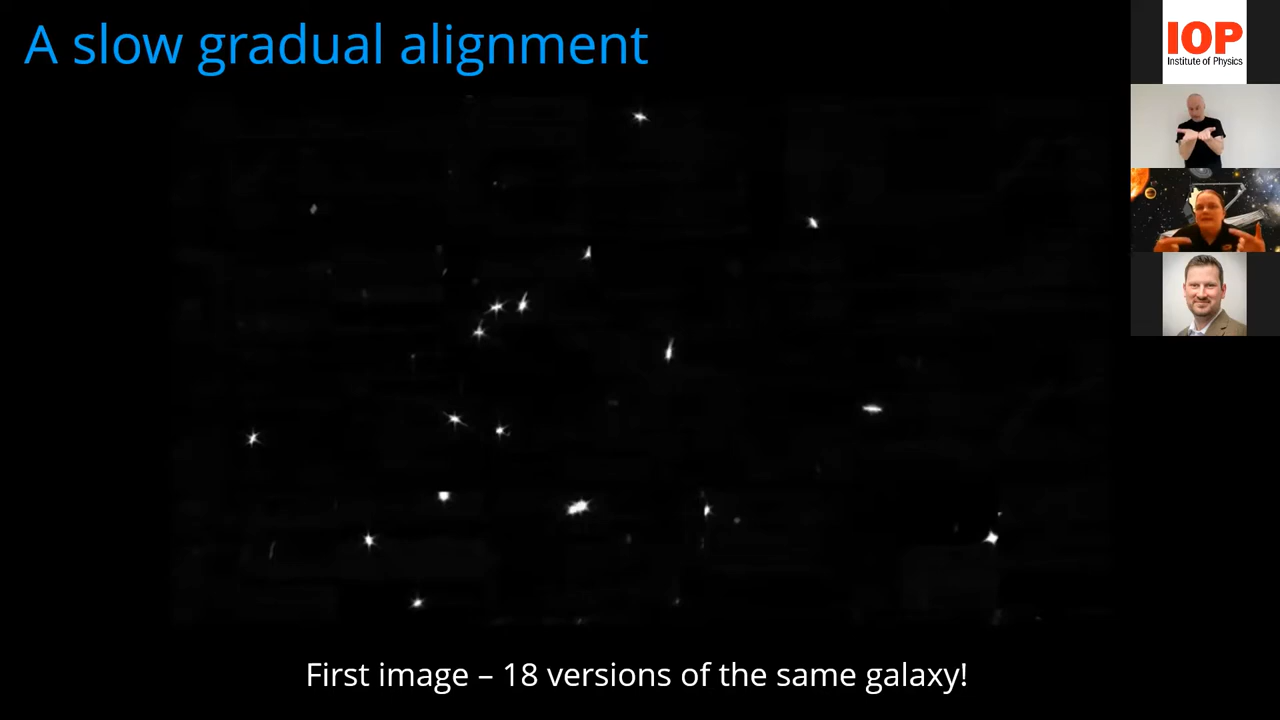 A slow gradual alignment
IOP
Institute of Physics
First image – 18 versions of the same galaxy!